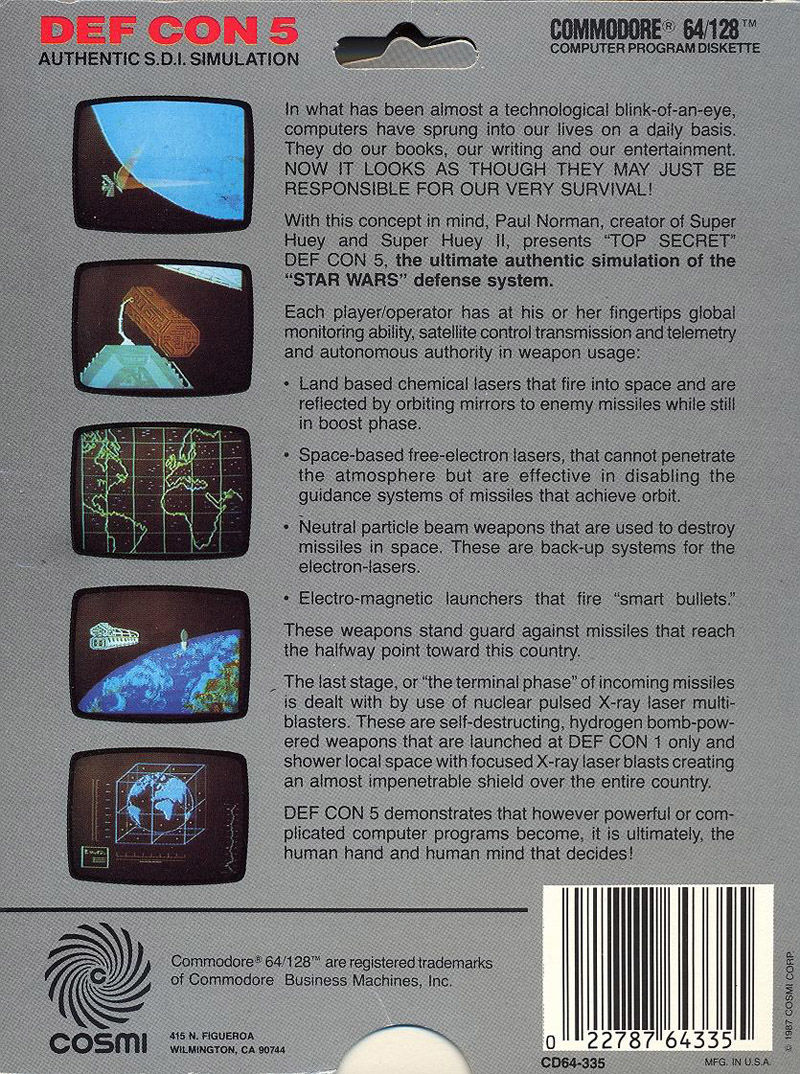 DEF CON 5
AUTHENTIC S.D.I. SIMULATION
COMMODORE® 64/128™
COMPUTER PROGRAM DISKETTE
In what has been almost a technological blink-of-an-eye,
computers have sprung into our lives on a daily basis.
They do our books, our writing and our entertainment.
NOW IT LOOKS AS THOUGH THEY MAY JUST BE
RESPONSIBLE FOR OUR VERY SURVIVAL!
With this concept in mind, Paul Norman, creator of Super
Huey and Super Huey II, presents “TOP SECRET”
DEF CON 5, the ultimate authentic simulation of the
“STAR WARS” defense system.
Each player/operator has at his or her fingertips global
monitoring ability, satellite control transmission and telemetry
and autonomous authority in weapon usage:
• Land based chemical lasers that fire into space and are
reflected by orbiting mirrors to enemy missiles while still
in boost phase.
• Space-based free-electron lasers, that cannot penetrate
the atmosphere but are effective in disabling the
guidance systems of missiles that achieve orbit.
• Neutral particle beam weapons that are used to destroy
missiles in space. These are back-up systems for the
electron-lasers.
• Electro-magnetic launchers that fire “smart bullets.”
These weapons stand guard against missiles that reach
the halfway point toward this country.
The last stage, or “the terminal phase” of incoming missiles
is dealt with by use of nuclear pulsed X-ray laser multi-
blasters. These are self-destructing, hydrogen bomb-pow-
ered weapons that are launched at DEF CON 1 only and
shower local space with focused X-ray laser blasts creating
an almost impenetrable shield over the entire country.
DEF CON 5 demonstrates that however powerful or com-
plicated computer programs become, it is ultimately, the
human hand and human mind that decides!
COSMI
Commodore® 64/128™ are registered trademarks
of Commodore Business Machines, Inc.
415 N. FIGUEROA
WILMINGTON, CA 90744
0 22787 64335
CD64-335
MFG. IN U.S.A.
© 1987 COSMI CORP.